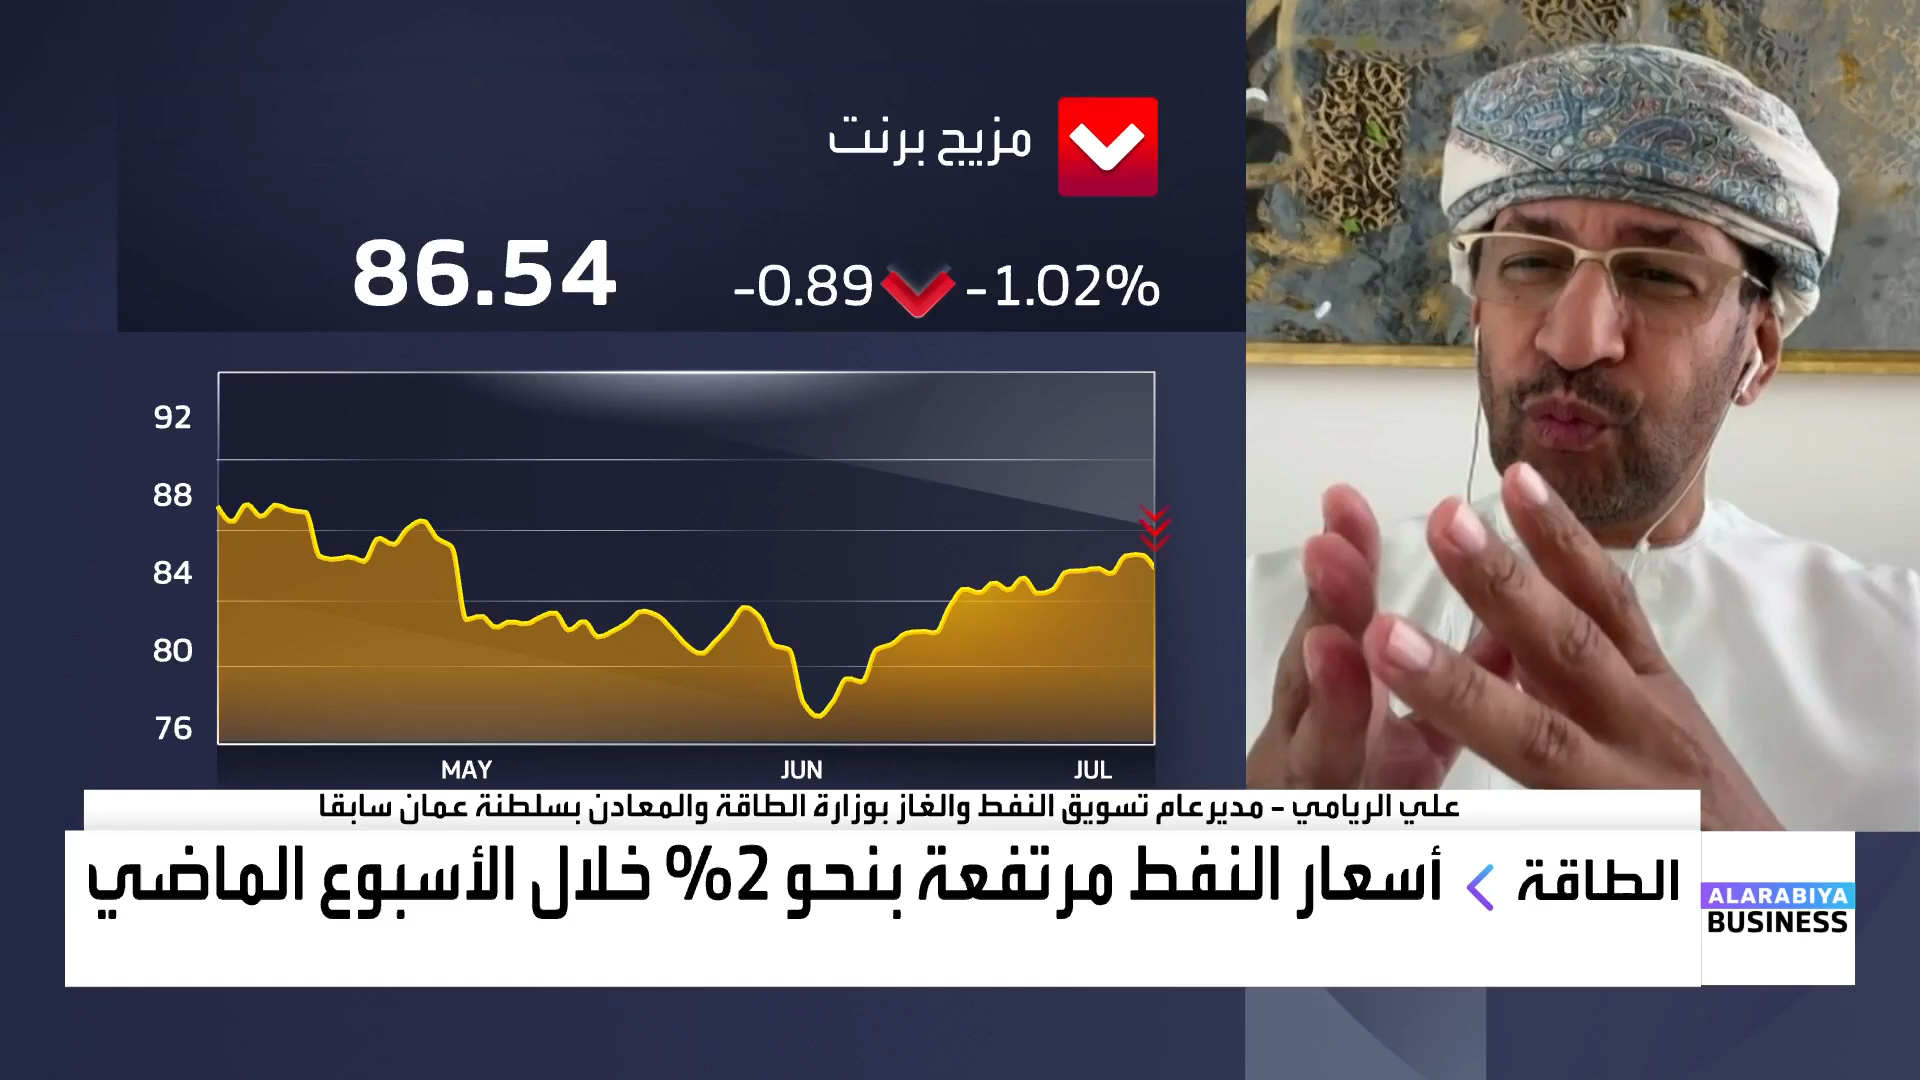 مزيج برنت
86.54
-0.89
-1.02%
92
88
84
80
76
MAY
JUN
JUL
علي الريامي - مديرعام تسويق النفط والغاز بوزارة الطاقة والمعادن بسلطنة عمان سابقا
الطاقة
أسعار النفط مرتفعة بنحو 2% خلال الأسبوع الماضي
ALARABIYA
BUSINESS